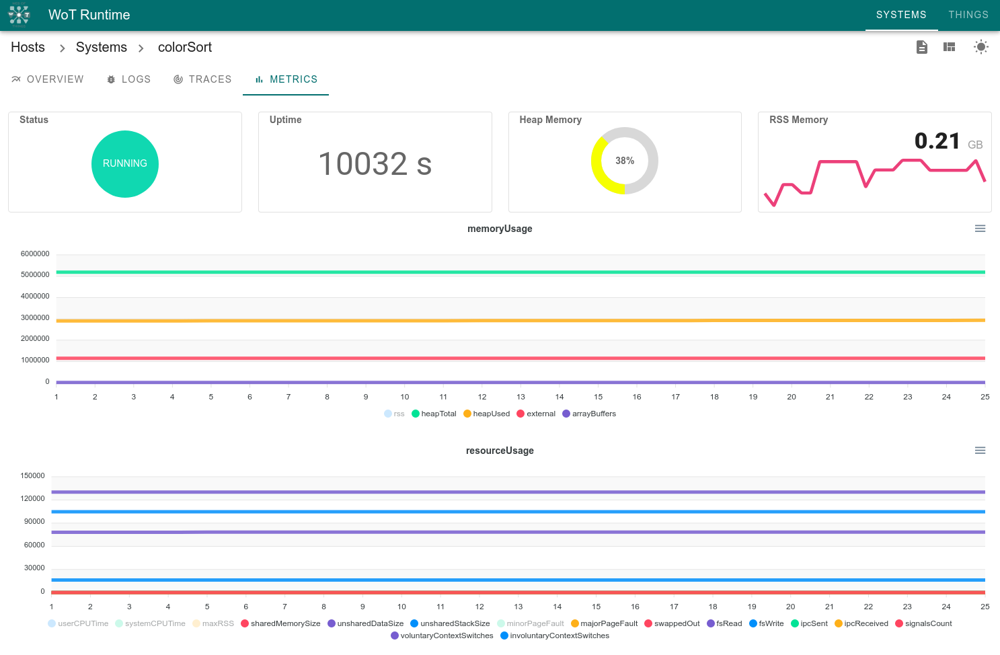 WoT Runtime
SYSTEMS THINGS
Hosts Systems colorSort
OVERVIEW LOGS TRACES METRICS
Status Uptime Heap Memory RSS Memory
RUNNING 10032 s 38% 0.21 GB
memoryUsage
6000000
5000000
4000000
3000000
2000000
1000000
0
1 2 3 4 5 6 7 8 9 10 11 12 13 14 15 16 17 18 19 20 21 22 23 24 25
rss heapTotal heapUsed external arrayBuffers
resourceUsage
150000
120000
90000
60000
30000
0
1 2 3 4 5 6 7 8 9 10 11 12 13 14 15 16 17 18 19 20 21 22 23 24 25
userCPUTime systemCPUTime maxRSS sharedMemorySize unsharedDataSize unsharedStackSize minorPageFault majorPageFault swappedOut fsRead fsWrite ipcSent ipcReceived signalsCount
voluntaryContextSwitches involuntaryContextSwitches